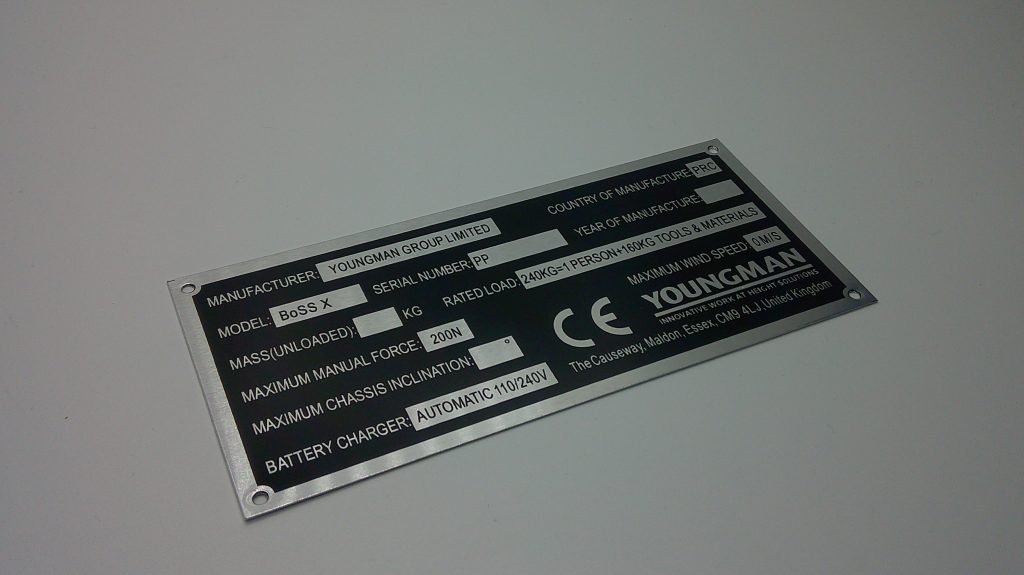 MANUFACTURER: YOUNGMAN GROUP LIMITED COUNTRY OF MANUFACTURE PRC
MODEL: BoSS X SERIAL NUMBER: PP YEAR OF MANUFACTURE:
MASS(UNLOADED): KG RATED LOAD: 240KG=1 PERSON+160KG TOOLS & MATERIALS
MAXIMUM MANUAL FORCE: 200N MAXIMUM WIND SPEED: 0 M/S
MAXIMUM CHASSIS INCLINATION: °
BATTERY CHARGER: AUTOMATIC 110/240V
CE YOUNGMAN
INNOVATIVE WORK AT HEIGHT SOLUTIONS
The Causeway, Maldon, Essex, CM9 4LJ, United Kingdom